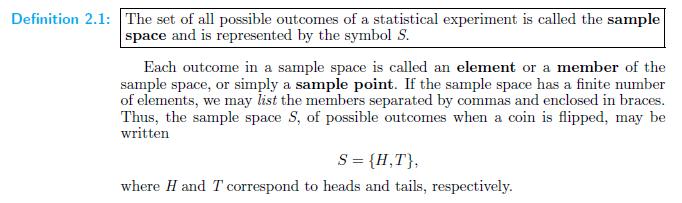 Definition 2.1: The set of all possible outcomes of a statistical experiment is called the sample
space and is represented by the symbol S.
Each outcome in a sample space is called an element or a member of the
sample space, or simply a sample point. If the sample space has a finite number
of elements, we may list the members separated by commas and enclosed in braces.
Thus, the sample space S, of possible outcomes when a coin is flipped, may be
written
S = {H,T},
where H and T correspond to heads and tails, respectively.